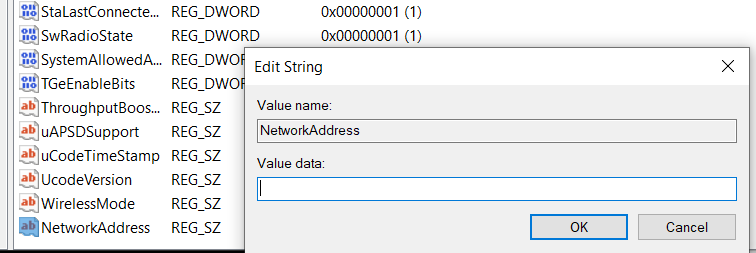 StaLastConnecte... REG_DWORD 0x00000001 (1)
SwRadioState REG_DWORD 0x00000001 (1)
SystemAllowedA... REG_DWOR
TGeEnableBits REG_DWOR
ThroughputBoos... REG_SZ
uAPSDSupport REG_SZ
uCodeTimeStamp REG_SZ
UcodeVersion REG_SZ
WirelessMode REG_SZ
NetworkAddress REG_SZ
Edit String
Value name:
NetworkAddress
Value data:
OK Cancel